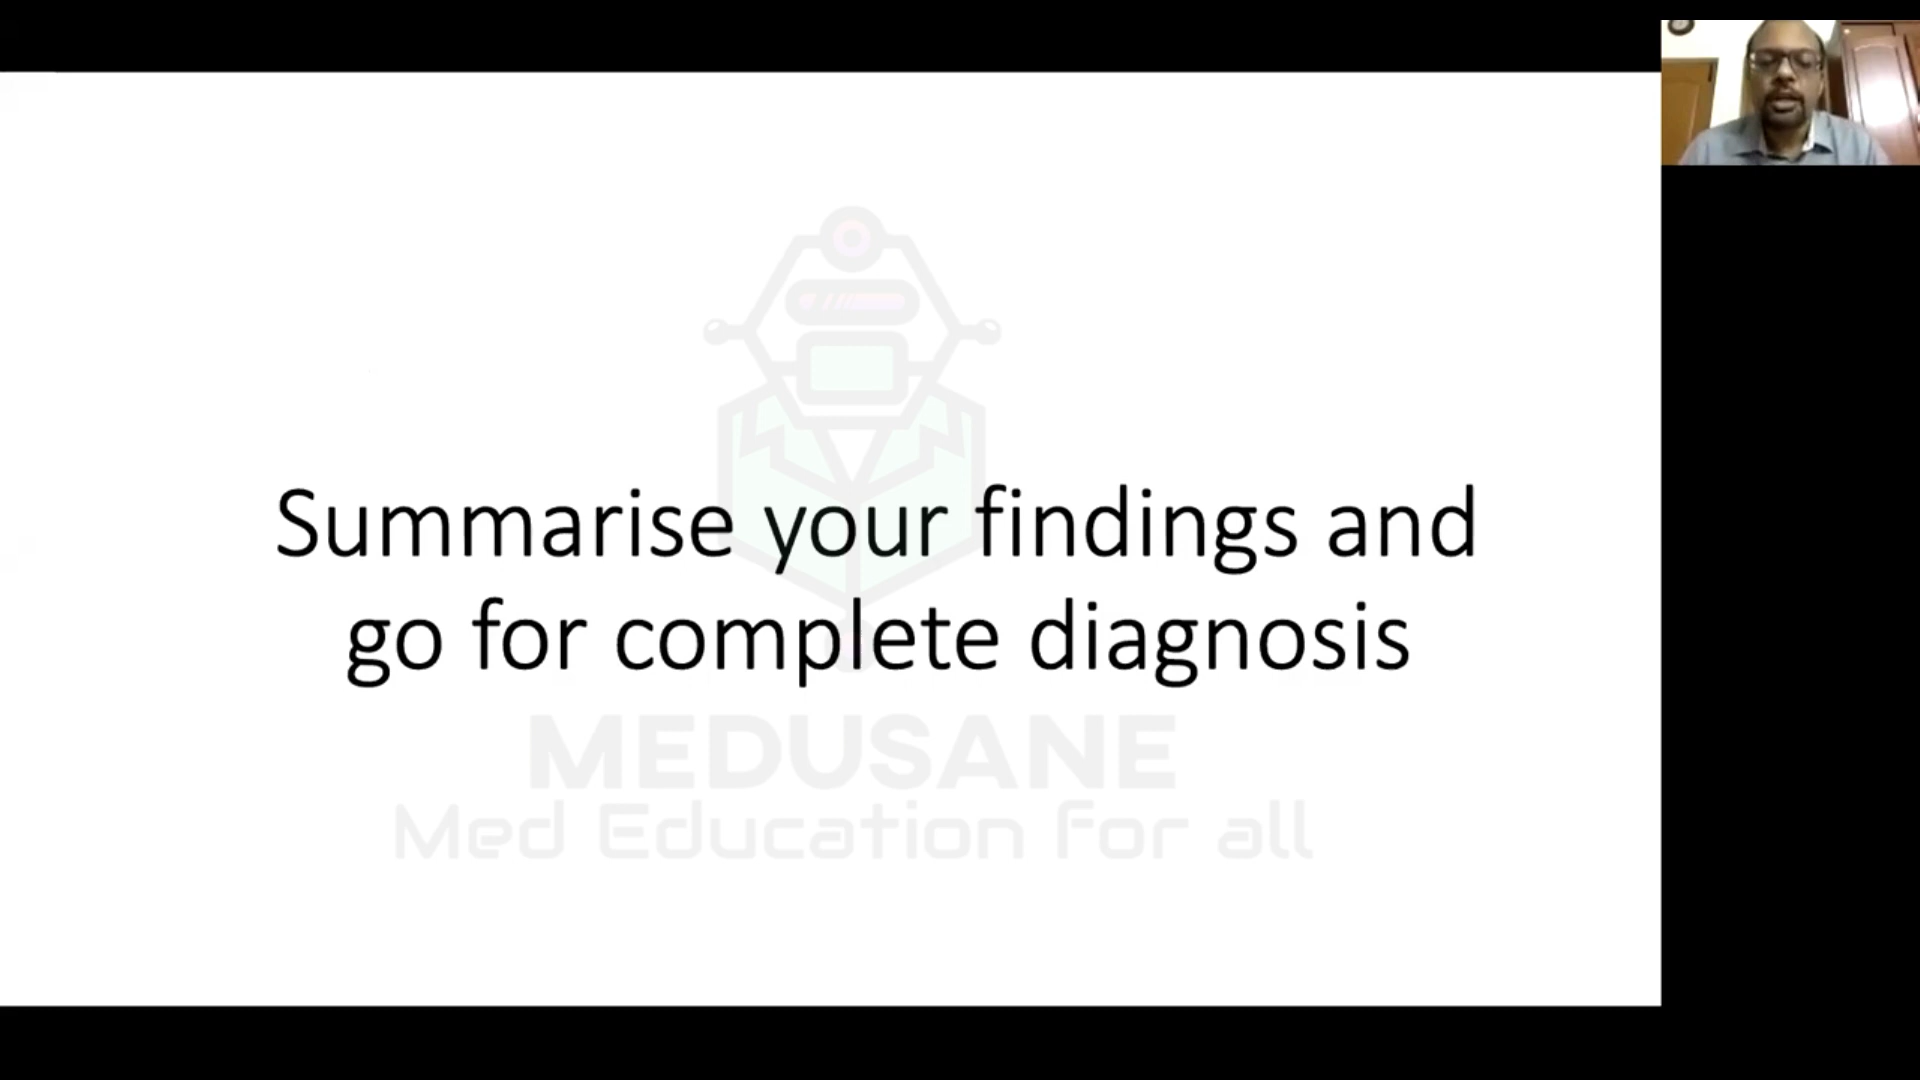 Summarise your findings and
go for complete diagnosis
MEDUSANE
Med Education for all